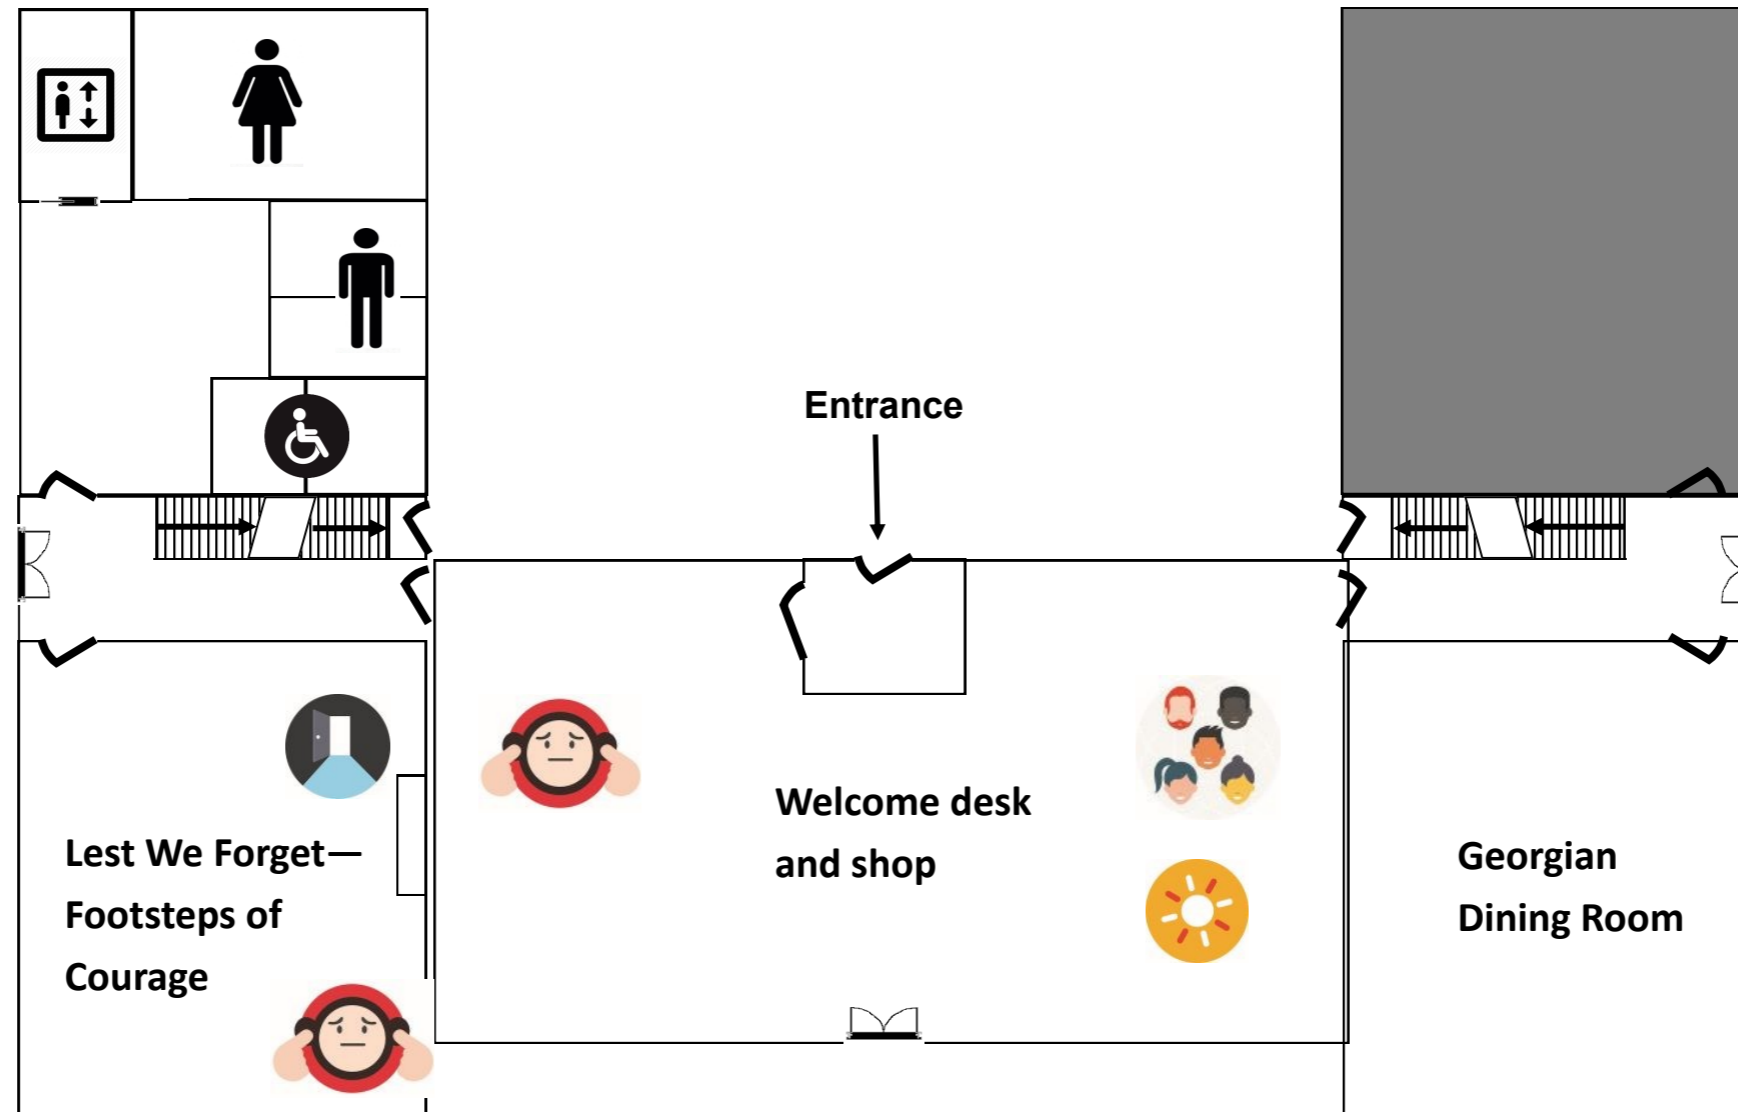 Entrance
Welcome desk
and shop
Lest We Forget—
Footsteps of
Courage
Georgian
Dining Room